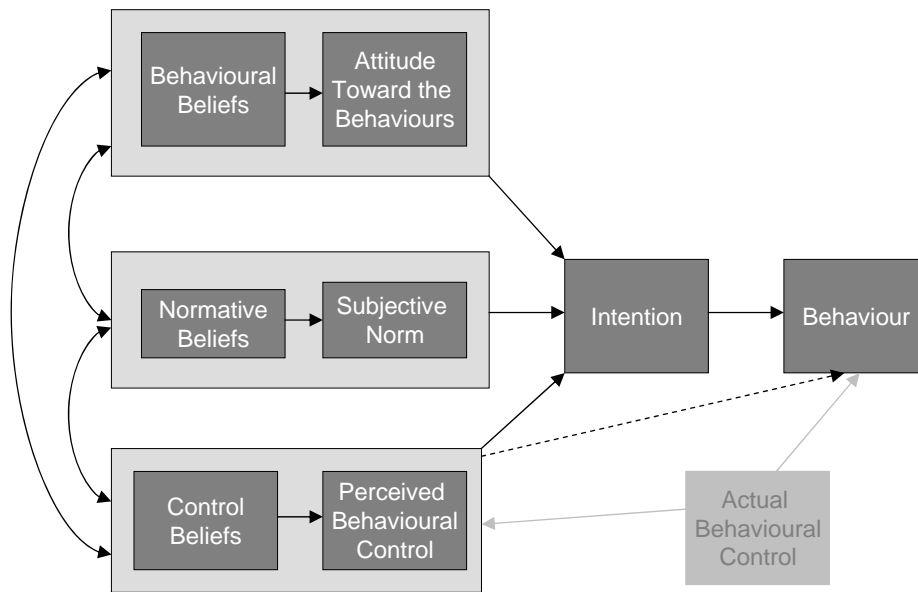 Behavioural
Beliefs
Attitude
Toward the
Behaviours
Normative
Beliefs
Subjective
Norm
Intention
Behaviour
Control
Beliefs
Perceived
Behavioural
Control
Actual
Behavioural
Control